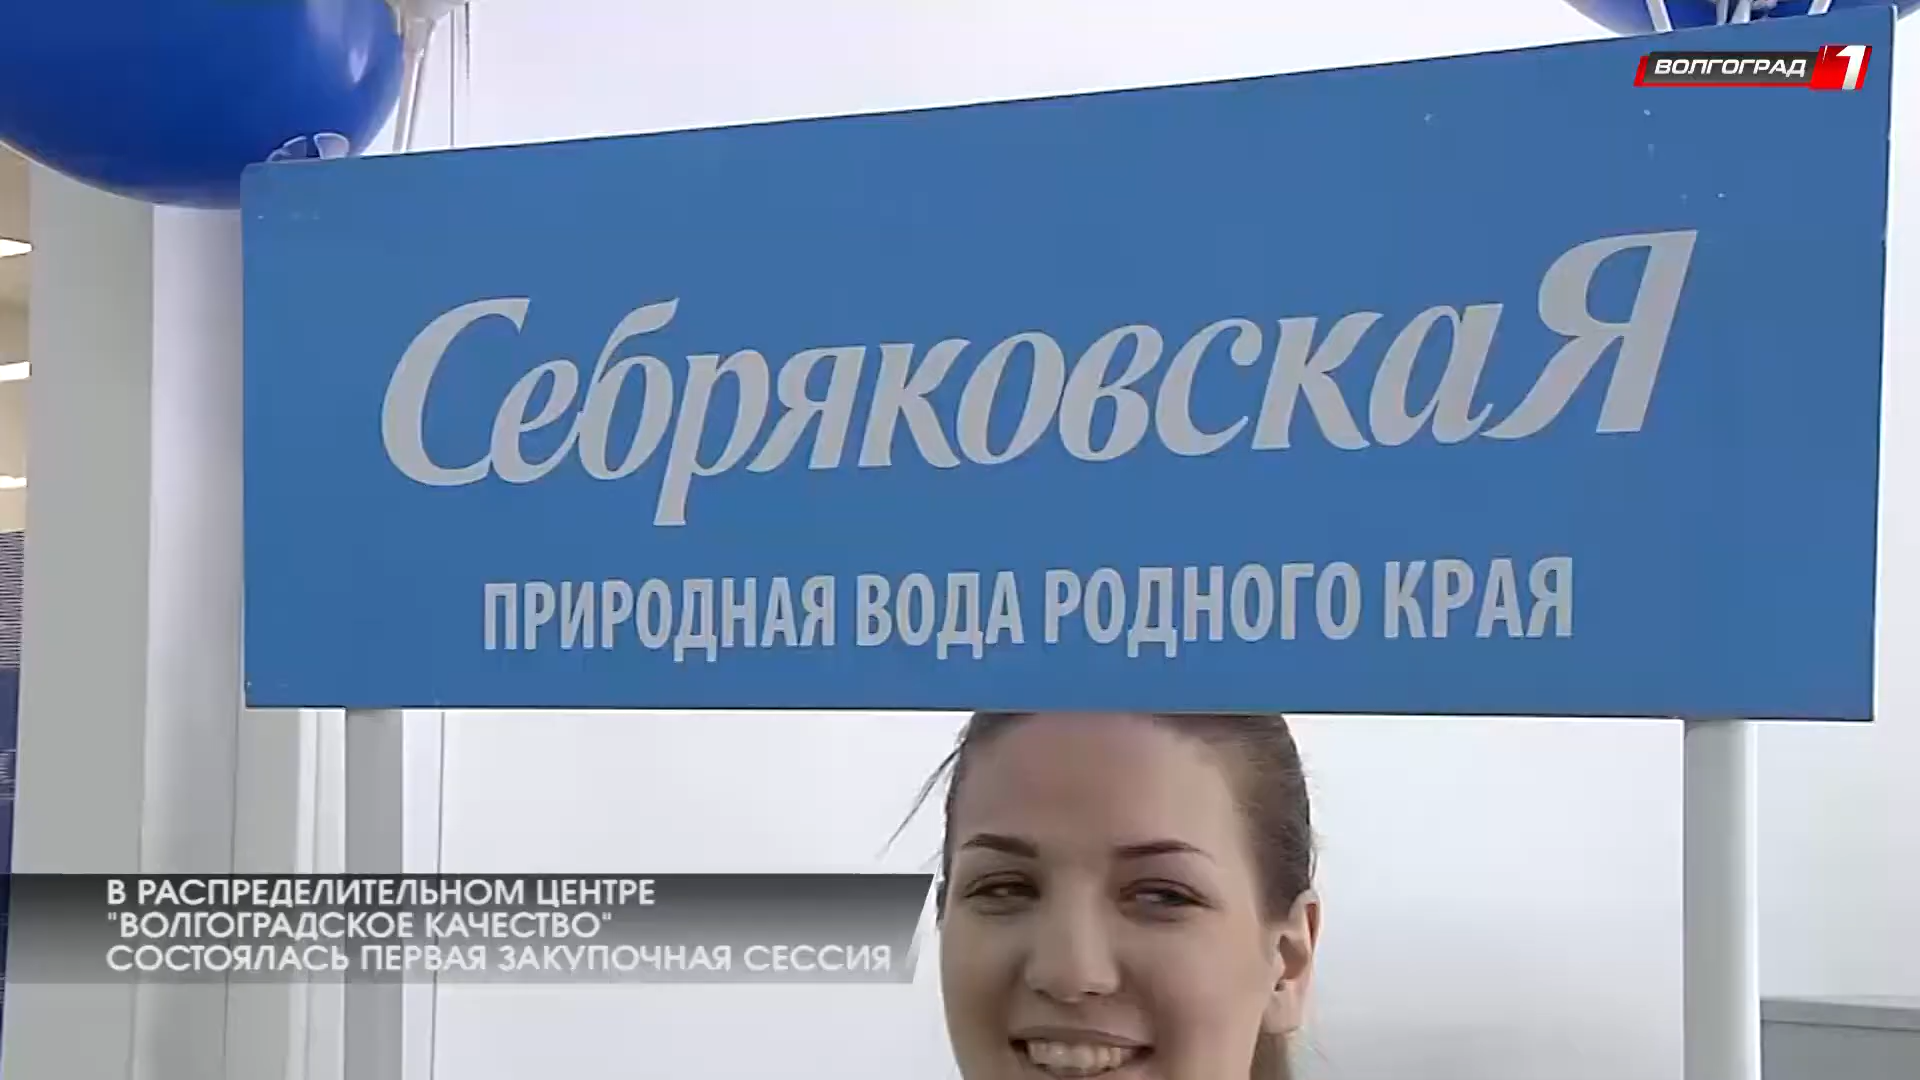 ВОЛГОГРАД 1
СебряковскаЯ
ПРИРОДНАЯ ВОДА РОДНОГО КРАЯ
В РАСПРЕДЕЛИТЕЛЬНОМ ЦЕНТРЕ
"ВОЛГОГРАДСКОЕ КАЧЕСТВО"
СОСТОЯЛАСЬ ПЕРВАЯ ЗАКУПОЧНАЯ СЕССИЯ